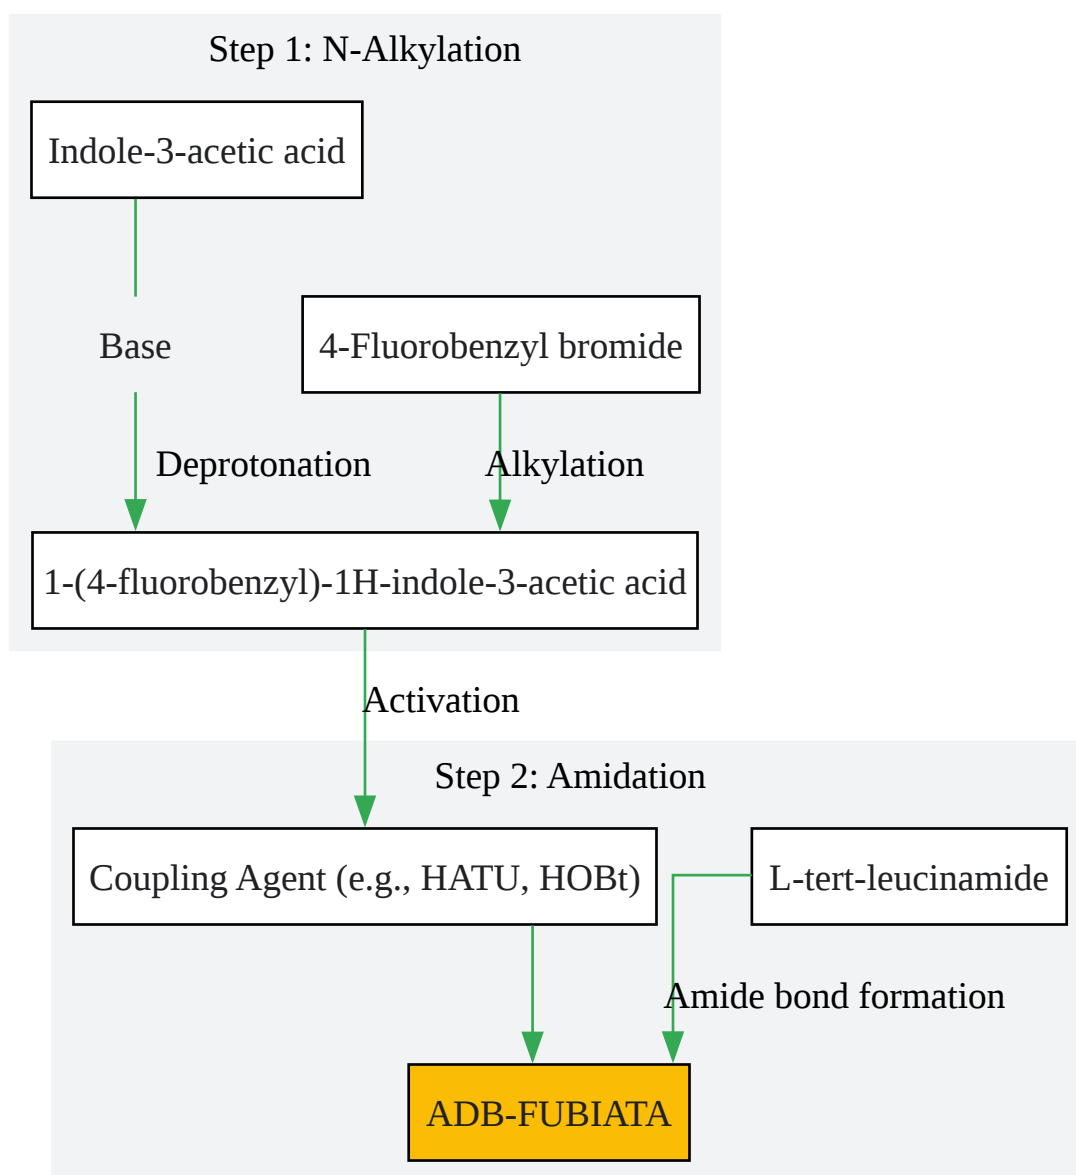 Step 1: N-Alkylation
Indole-3-acetic acid
Base
4-Fluorobenzyl bromide
Deprotonation
Alkylation
1-(4-fluorobenzyl)-1H-indole-3-acetic acid
Activation
Step 2: Amidation
Coupling Agent (e.g., HATU, HOBt)
L-tert-leucinamide
Amide bond formation
ADB-FUBIATA